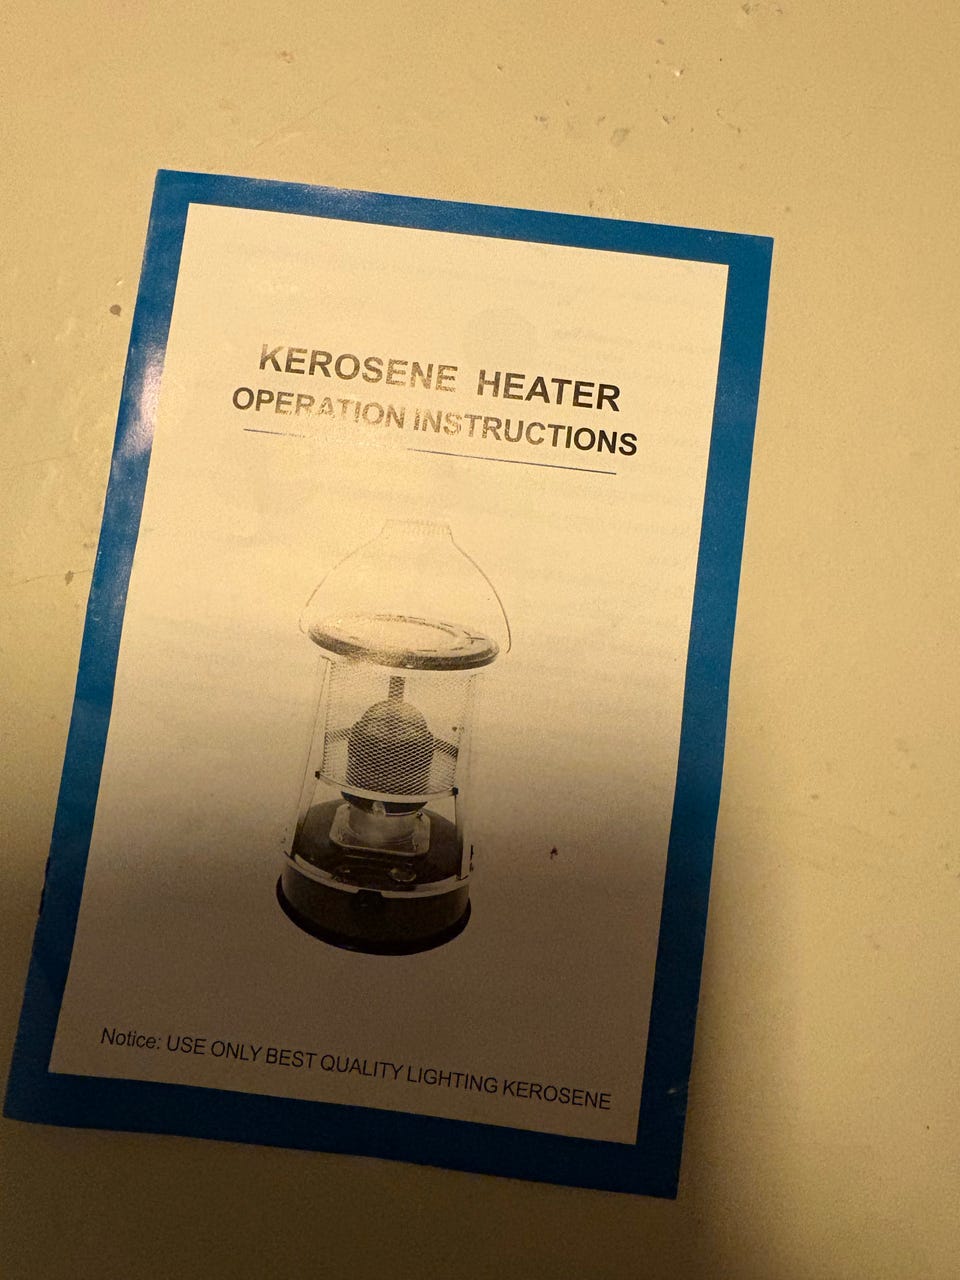 KEROSENE HEATER
OPERATION INSTRUCTIONS
Notice: USE ONLY BEST QUALITY LIGHTING KEROSENE